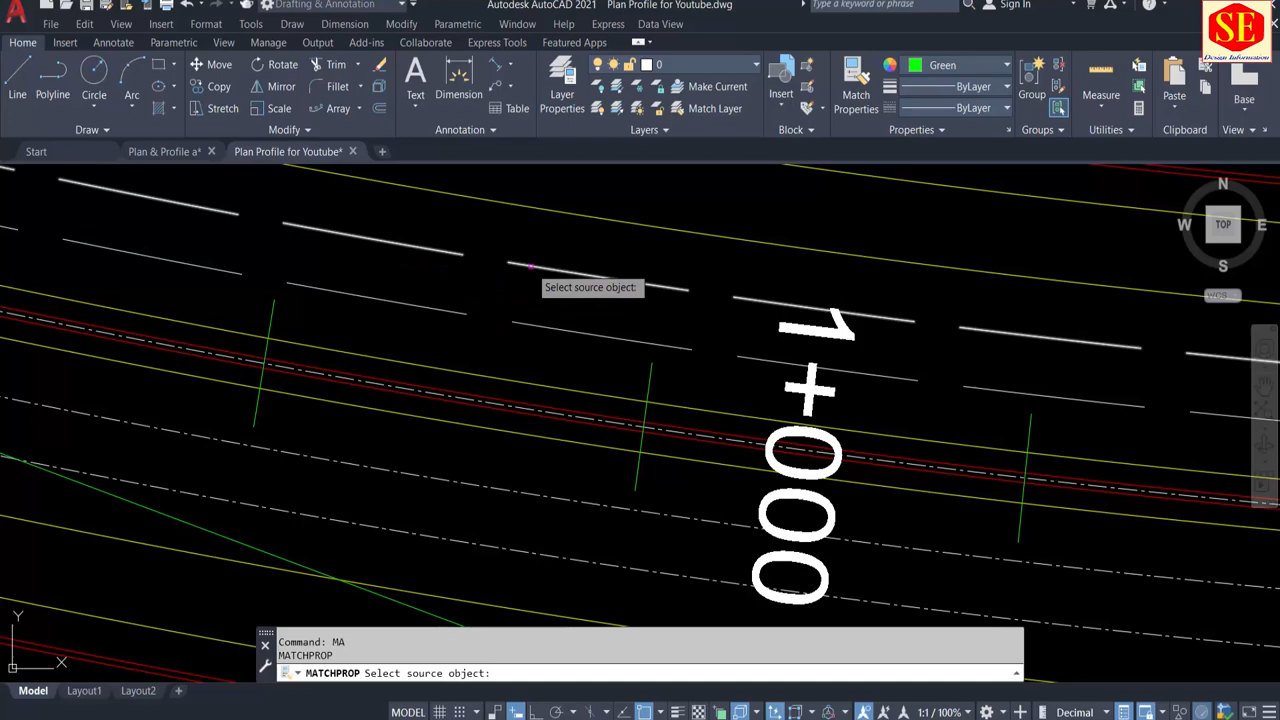 Drafting & Annotation
Autodesk AutoCAD 2021 Plan Profile for Youtube.dwg
Type a keyword or phrase
Sign In
SE
Design Information
File Edit View Insert Format Tools Draw Dimension Modify Parametric Window Help Express Data View
Home Insert Annotate Parametric View Manage Output Add-ins Collaborate Express Tools Featured Apps
Line Polyline Circle Arc
Move Rotate Trim
Copy Mirror Fillet
Stretch Scale Array
Text Dimension Table
Layer Properties
0
Make Current
Match Layer
Insert
Match Properties
Green
ByLayer
ByLayer
Group
Measure
Paste
Base
Draw Modify Annotation Layers Block Properties Groups Utilities Clipboard View
Start Plan & Profile a* Plan Profile for Youtube*
N
W TOP E
S
WCS
Select source object:
1+000
Y
X
Command: MA
MATCHPROP
MATCHPROP Select source object:
Model Layout1 Layout2
MODEL 1:1 / 100% Decimal